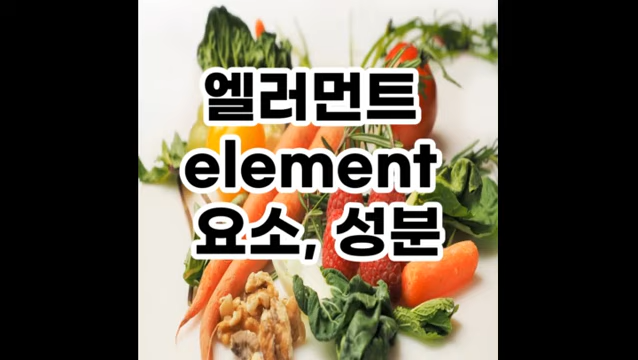 엘러먼트
element
요소, 성분